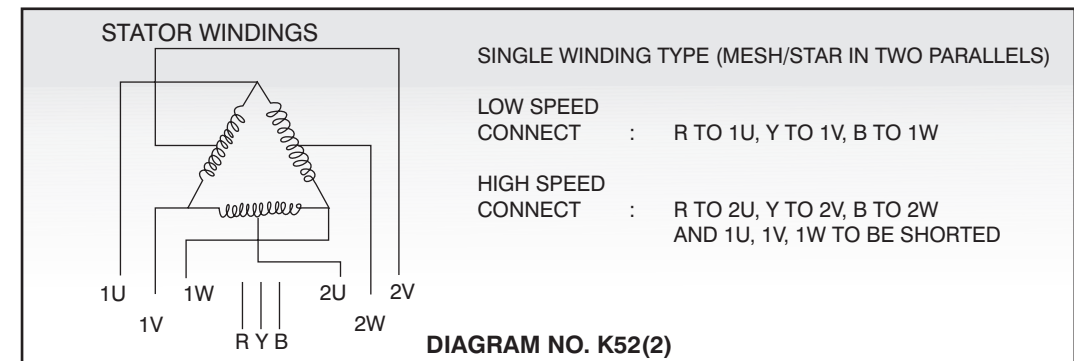 STATOR WINDINGS
SINGLE WINDING TYPE (MESH/STAR IN TWO PARALLELS)
LOW SPEED
CONNECT : R TO 1U, Y TO 1V, B TO 1W
HIGH SPEED
CONNECT : R TO 2U, Y TO 2V, B TO 2W
AND 1U, 1V, 1W TO BE SHORTED
1U 1W 2U 2V
1V 2W
R Y B
DIAGRAM NO. K52(2)